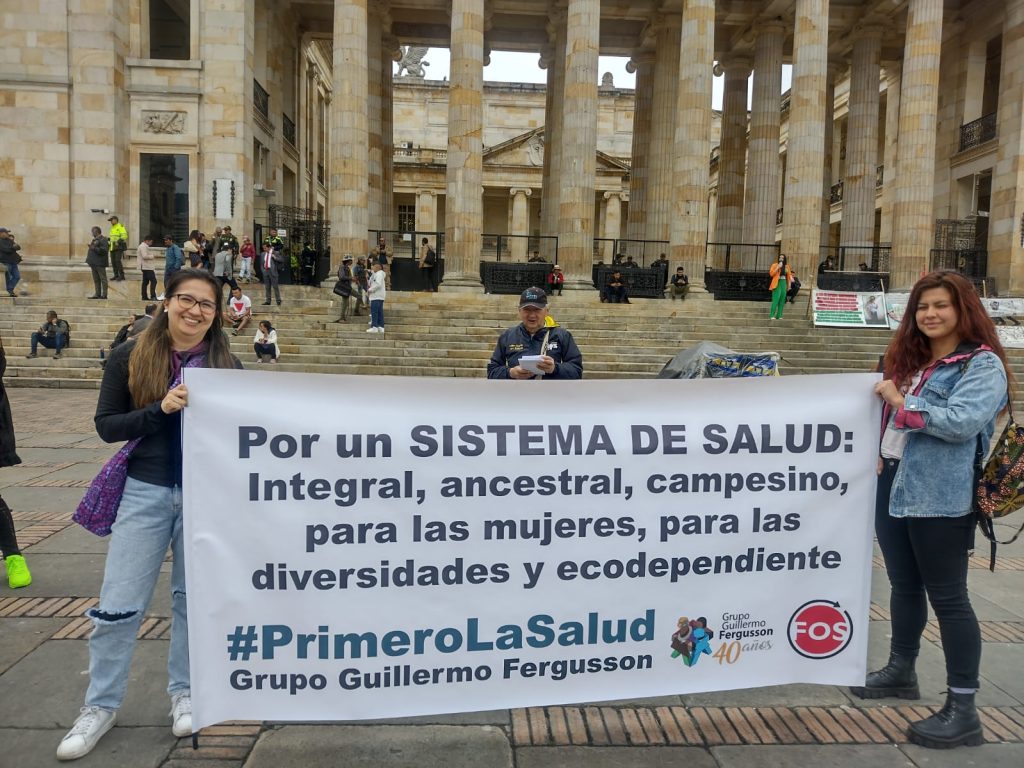 Por un SISTEMA DE SALUD:
Integral, ancestral, campesino,
para las mujeres, para las
diversidades y ecodependiente
#PrimeroLaSalud
Grupo Guillermo Fergusson
Grupo
Guillermo
Fergusson
40 años
FOS